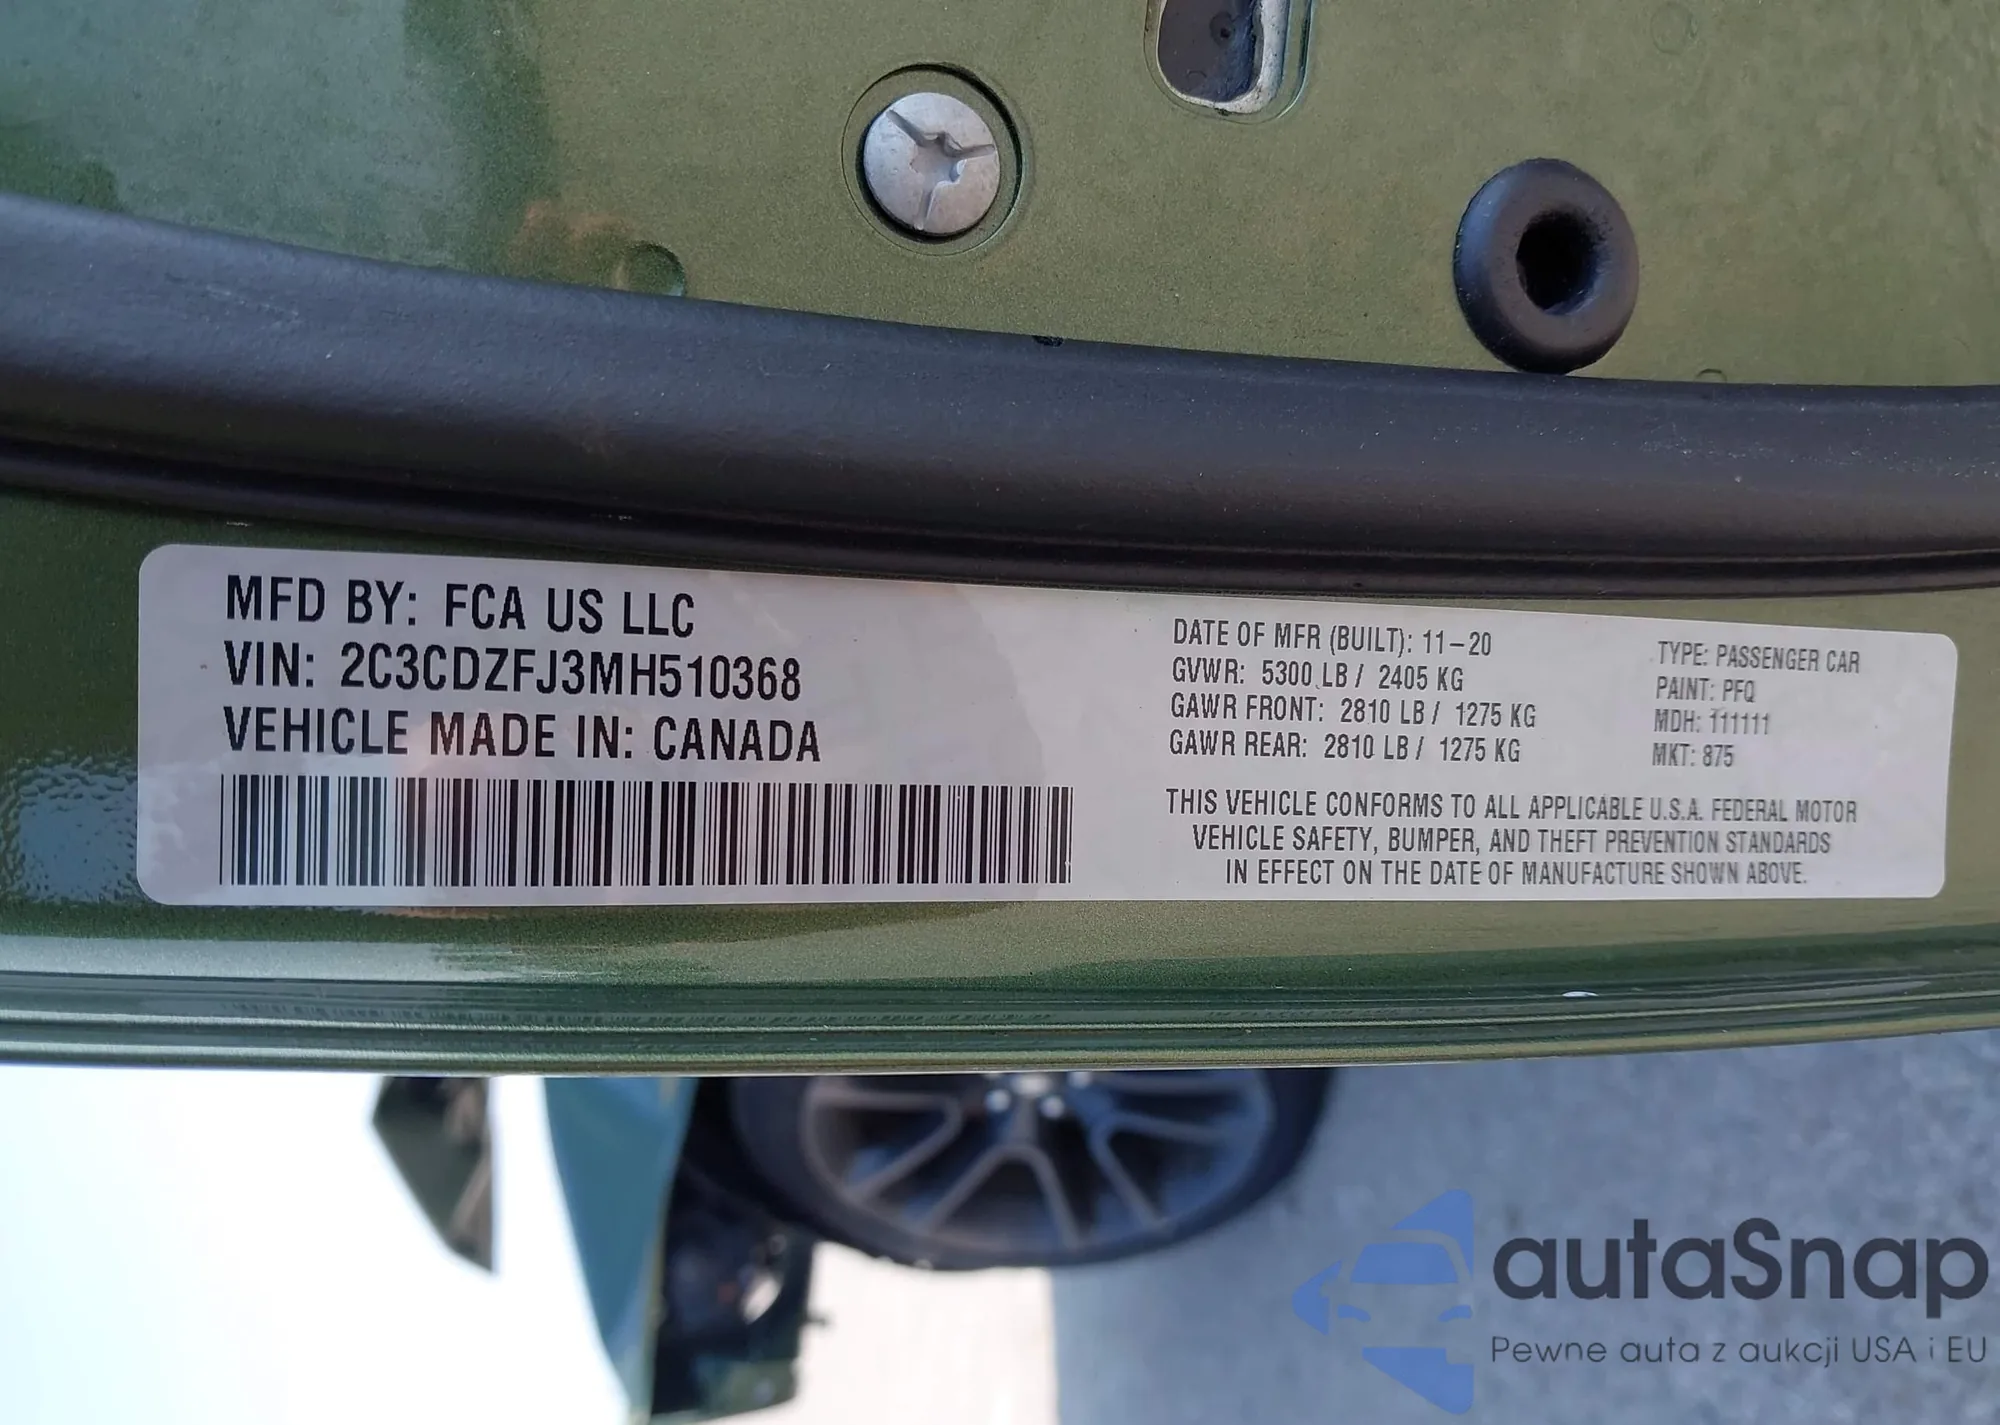 MFD BY: FCA US LLC
VIN: 2C3CDZFJ3MH510368
VEHICLE MADE IN: CANADA
DATE OF MFR (BUILT): 11-20
GVWR: 5300 LB / 2405 KG
GAWR FRONT: 2810 LB / 1275 KG
GAWR REAR: 2810 LB / 1275 KG
TYPE: PASSENGER CAR
PAINT: PFQ
MDH: 111111
MKT: 875
THIS VEHICLE CONFORMS TO ALL APPLICABLE U.S.A. FEDERAL MOTOR
VEHICLE SAFETY, BUMPER, AND THEFT PREVENTION STANDARDS
IN EFFECT ON THE DATE OF MANUFACTURE SHOWN ABOVE.
autaSnap
Pewne auta z aukcji USA i EU